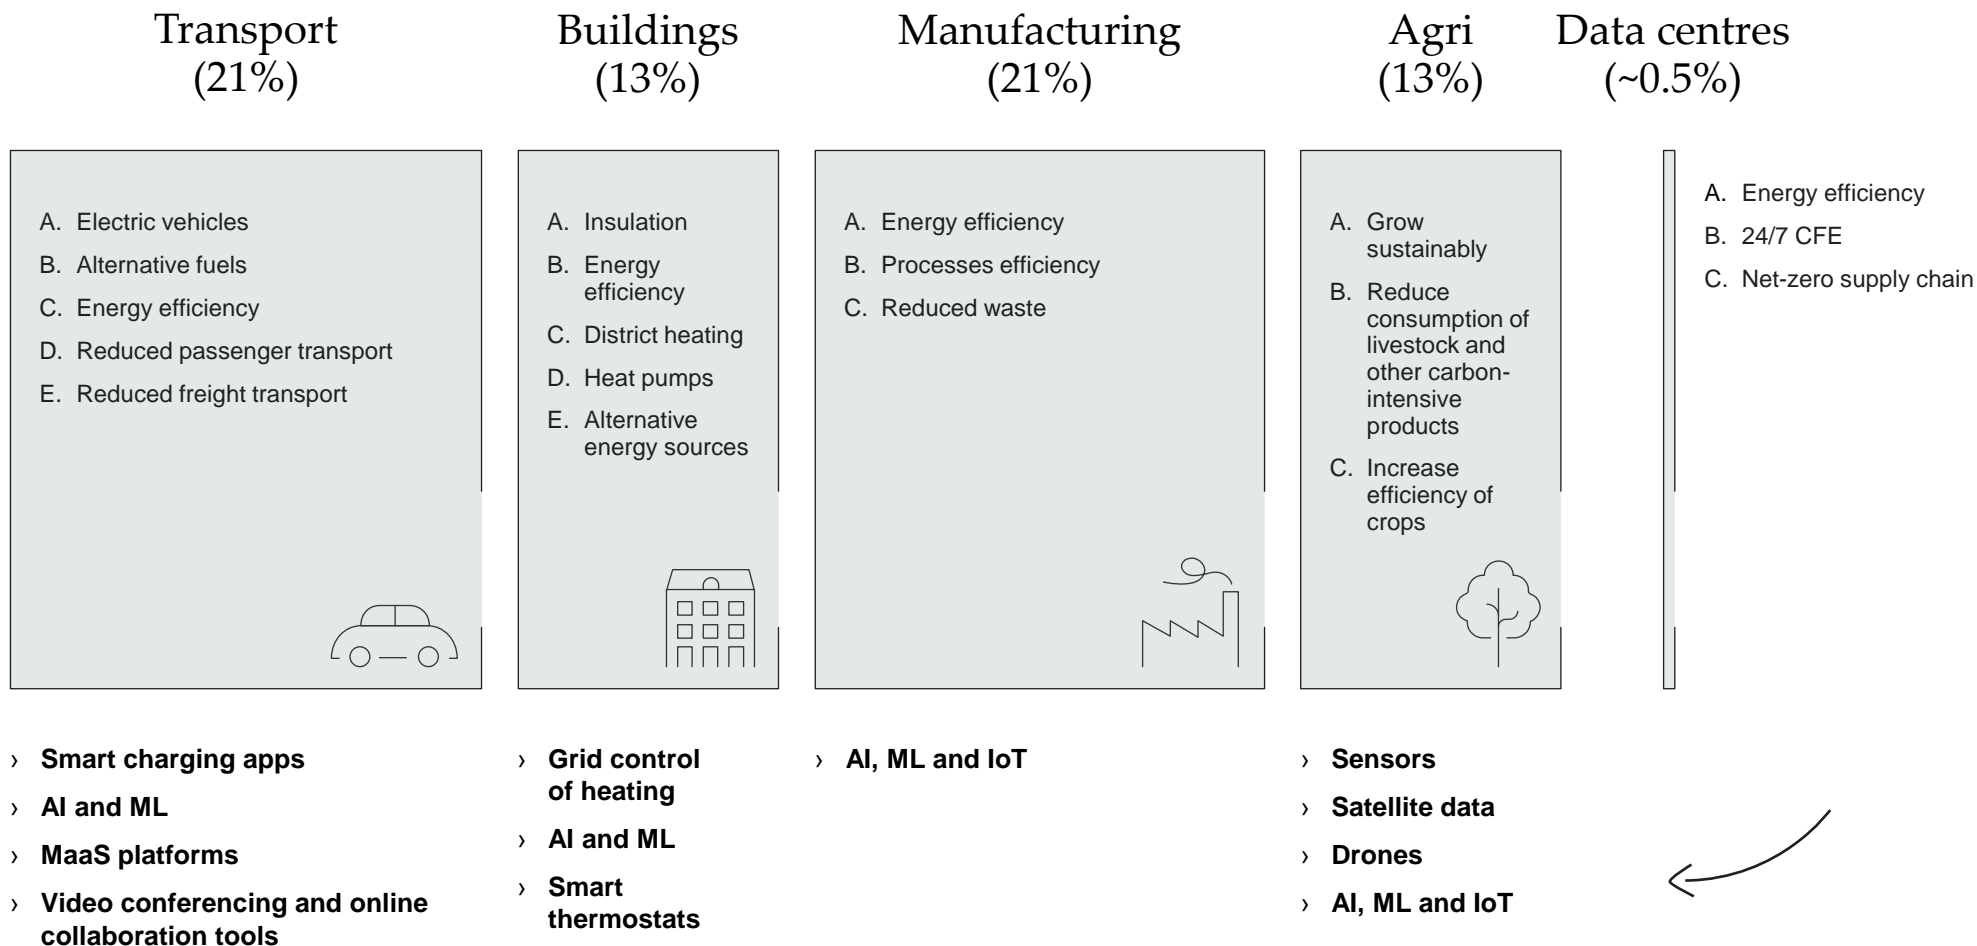 Transport
(21%)
Buildings
(13%)
Manufacturing
(21%)
Agri
(13%)
Data centres
(~0.5%)
A. Electric vehicles
B. Alternative fuels
C. Energy efficiency
D. Reduced passenger transport
E. Reduced freight transport
A. Insulation
B. Energy
efficiency
C. District heating
D. Heat pumps
E. Alternative
energy sources
A. Energy efficiency
B. Processes efficiency
C. Reduced waste
A. Grow
sustainably
B. Reduce
consumption of
livestock and
other carbon-
intensive
products
C. Increase
efficiency of
crops
A. Energy efficiency
B. 24/7 CFE
C. Net-zero supply chain
› Smart charging apps
› AI and ML
› MaaS platforms
› Video conferencing and online
collaboration tools
› Grid control
of heating
› AI and ML
› Smart
thermostats
› AI, ML and IoT
› Sensors
› Satellite data
› Drones
› AI, ML and IoT